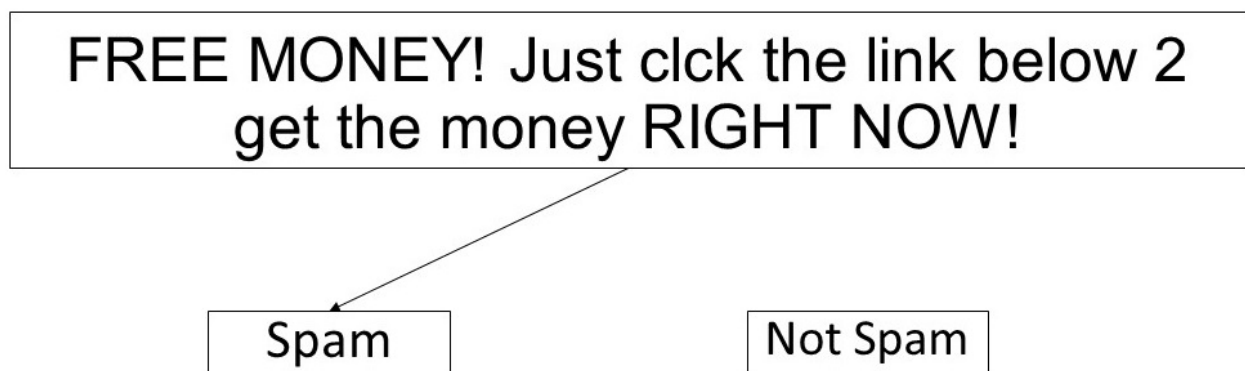 FREE MONEY! Just clck the link below 2
get the money RIGHT NOW!
Spam
Not Spam